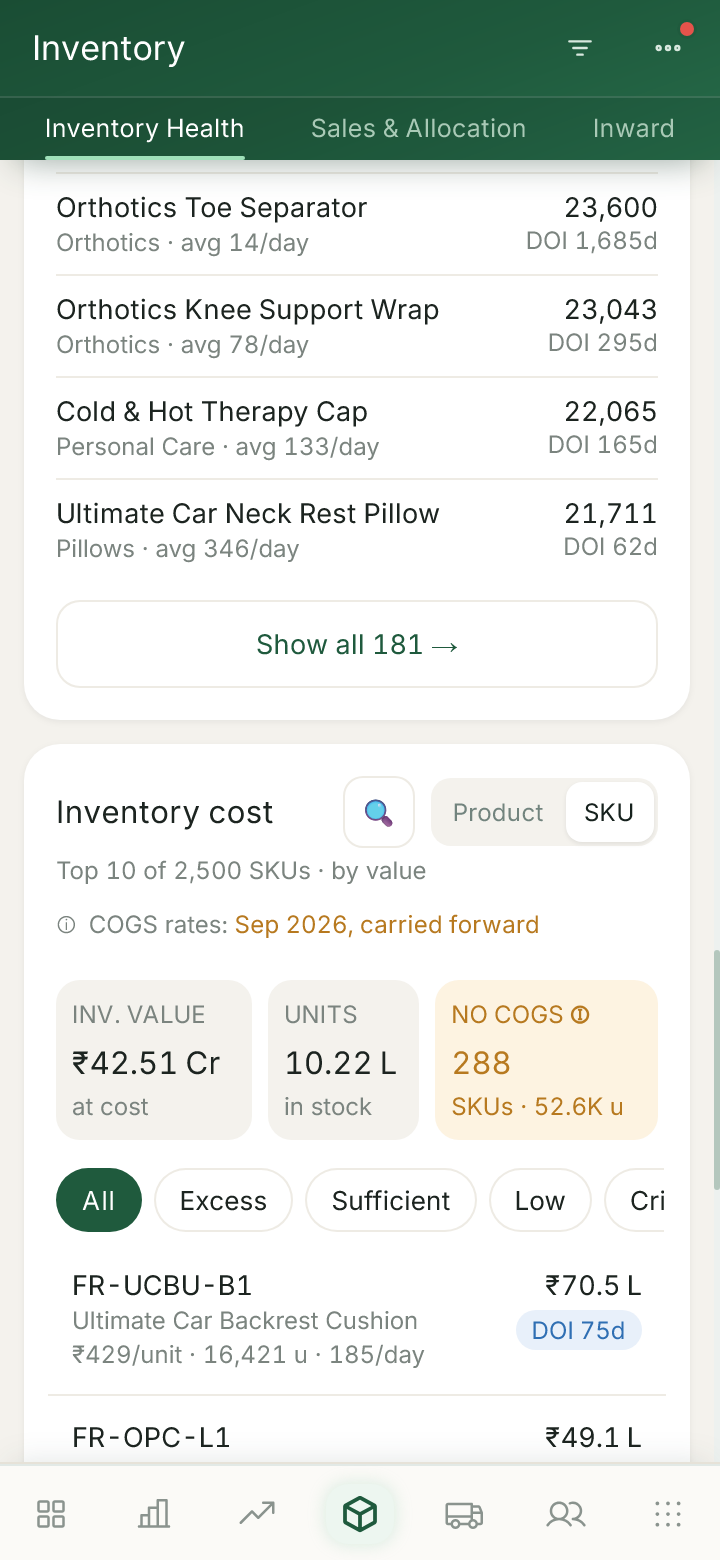 Inventory
Inventory Health
Sales & Allocation
Inward
Orthotics Toe Separator
23,600
Orthotics · avg 14/day
DOI 1,685d
Orthotics Knee Support Wrap
23,043
Orthotics · avg 78/day
DOI 295d
Cold & Hot Therapy Cap
22,065
Personal Care · avg 133/day
DOI 165d
Ultimate Car Neck Rest Pillow
21,711
Pillows · avg 346/day
DOI 62d
Show all 181 →
Inventory cost
Product
SKU
Top 10 of 2,500 SKUs · by value
ⓘ COGS rates: Sep 2026, carried forward
INV. VALUE
₹42.51 Cr
at cost
UNITS
10.22 L
in stock
NO COGS ⓘ
288
SKUs · 52.6K u
All
Excess
Sufficient
Low
Cri
FR-UCBU-B1
₹70.5 L
Ultimate Car Backrest Cushion
DOI 75d
₹429/unit · 16,421 u · 185/day
FR-OPC-L1
₹49.1 L